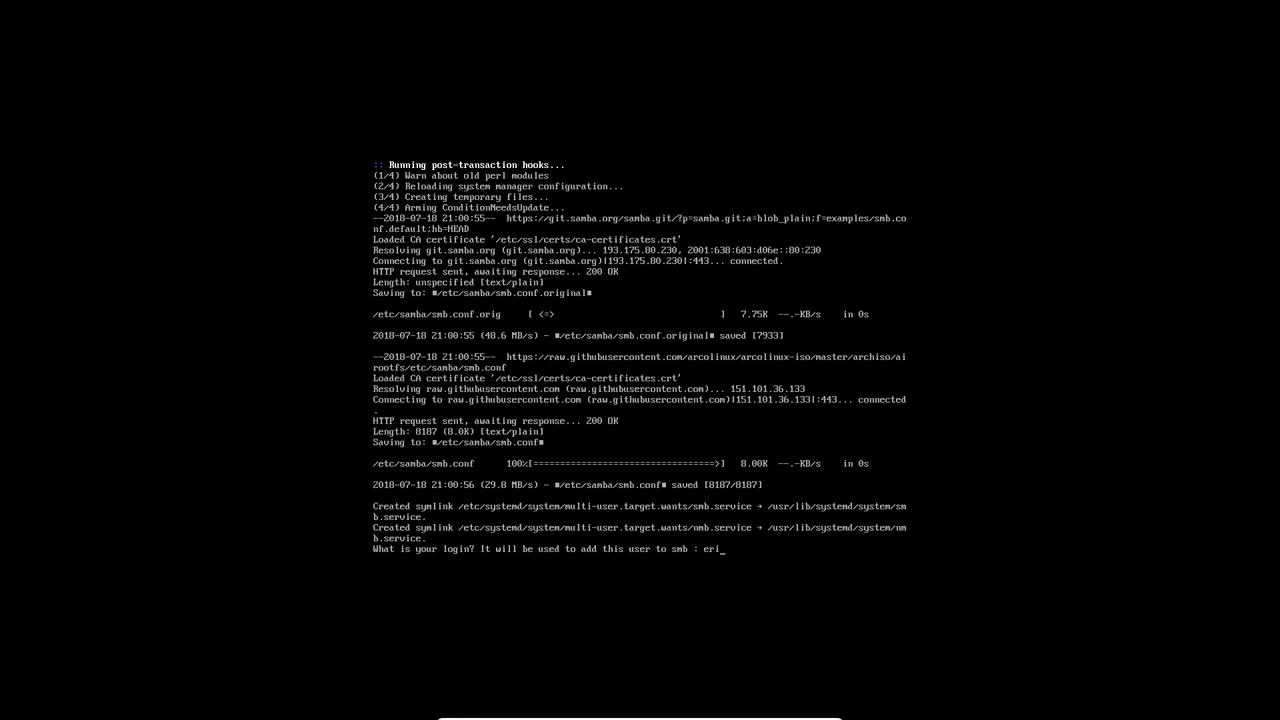 :: Running post-transaction hooks...
(1/4) Warn about old perl modules
(2/4) Reloading system manager configuration...
(3/4) Creating temporary files...
(4/4) Arming ConditionNeedsUpdate...
--2018-07-18 21:00:55--  https://git.samba.org/samba.git/?p=samba.git;a=blob_plain;f=examples/smb.co
nf.default;hb=HEAD
Loaded CA certificate '/etc/ssl/certs/ca-certificates.crt'
Resolving git.samba.org (git.samba.org)... 193.175.80.230, 2001:638:603:d06e::80:230
Connecting to git.samba.org (git.samba.org)|193.175.80.230|:443... connected.
HTTP request sent, awaiting response... 200 OK
Length: unspecified [text/plain]
Saving to: ■/etc/samba/smb.conf.original■
/etc/samba/smb.conf.orig     [ <=>                               ]   7.75K  --.-KB/s    in 0s
2018-07-18 21:00:55 (48.6 MB/s) - ■/etc/samba/smb.conf.original■ saved [7933]
--2018-07-18 21:00:55--  https://raw.githubusercontent.com/arcolinux/arcolinux-iso/master/archiso/ai
rootfs/etc/samba/smb.conf
Loaded CA certificate '/etc/ssl/certs/ca-certificates.crt'
Resolving raw.githubusercontent.com (raw.githubusercontent.com)... 151.101.36.133
Connecting to raw.githubusercontent.com (raw.githubusercontent.com)|151.101.36.133|:443... connected
.
HTTP request sent, awaiting response... 200 OK
Length: 8187 (8.0K) [text/plain]
Saving to: ■/etc/samba/smb.conf■
/etc/samba/smb.conf      100%[==================================>]   8.00K  --.-KB/s    in 0s
2018-07-18 21:00:56 (29.8 MB/s) - ■/etc/samba/smb.conf■ saved [8187/8187]
Created symlink /etc/systemd/system/multi-user.target.wants/smb.service → /usr/lib/systemd/system/sm
b.service.
Created symlink /etc/systemd/system/multi-user.target.wants/nmb.service → /usr/lib/systemd/system/nm
b.service.
What is your login? It will be used to add this user to smb : eri_